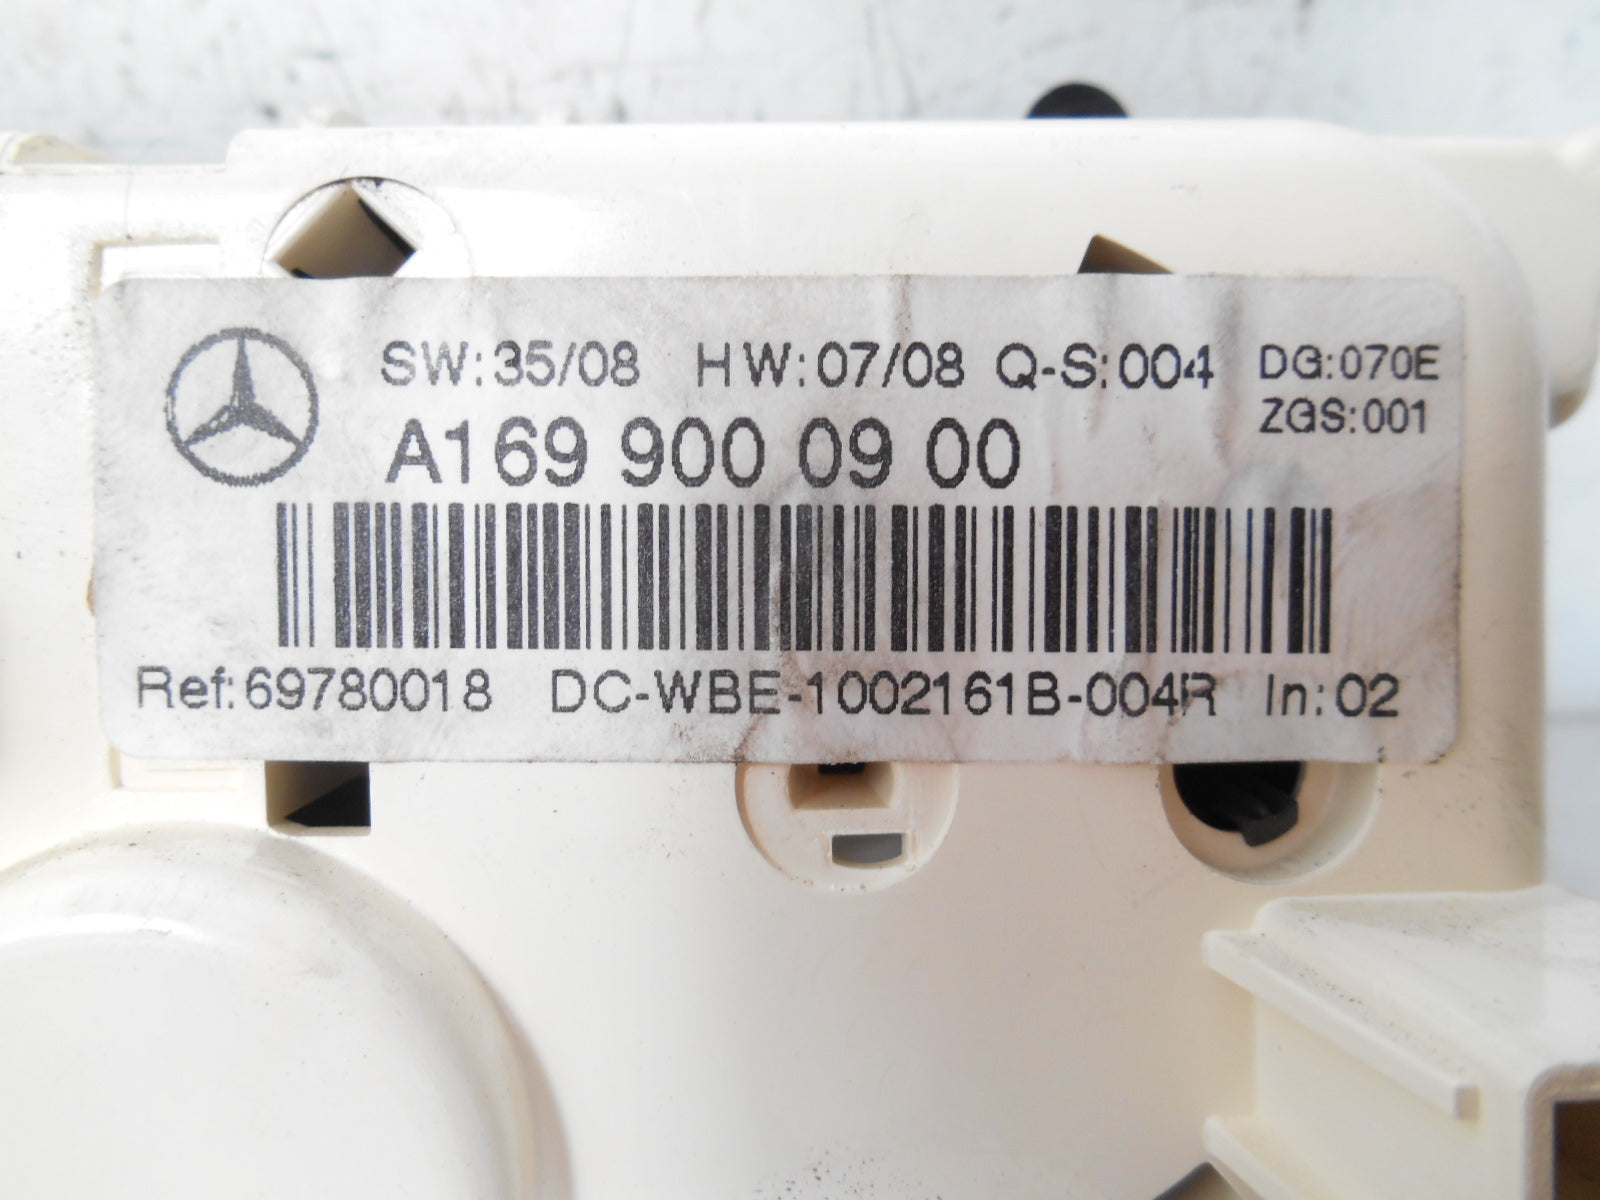 SW:35/08 HW:07/08 Q-S:004 DG:070E
ZGS:001
A169 900 09 00
Ref:69780018 DC-WBE-1002161B-004R In:02